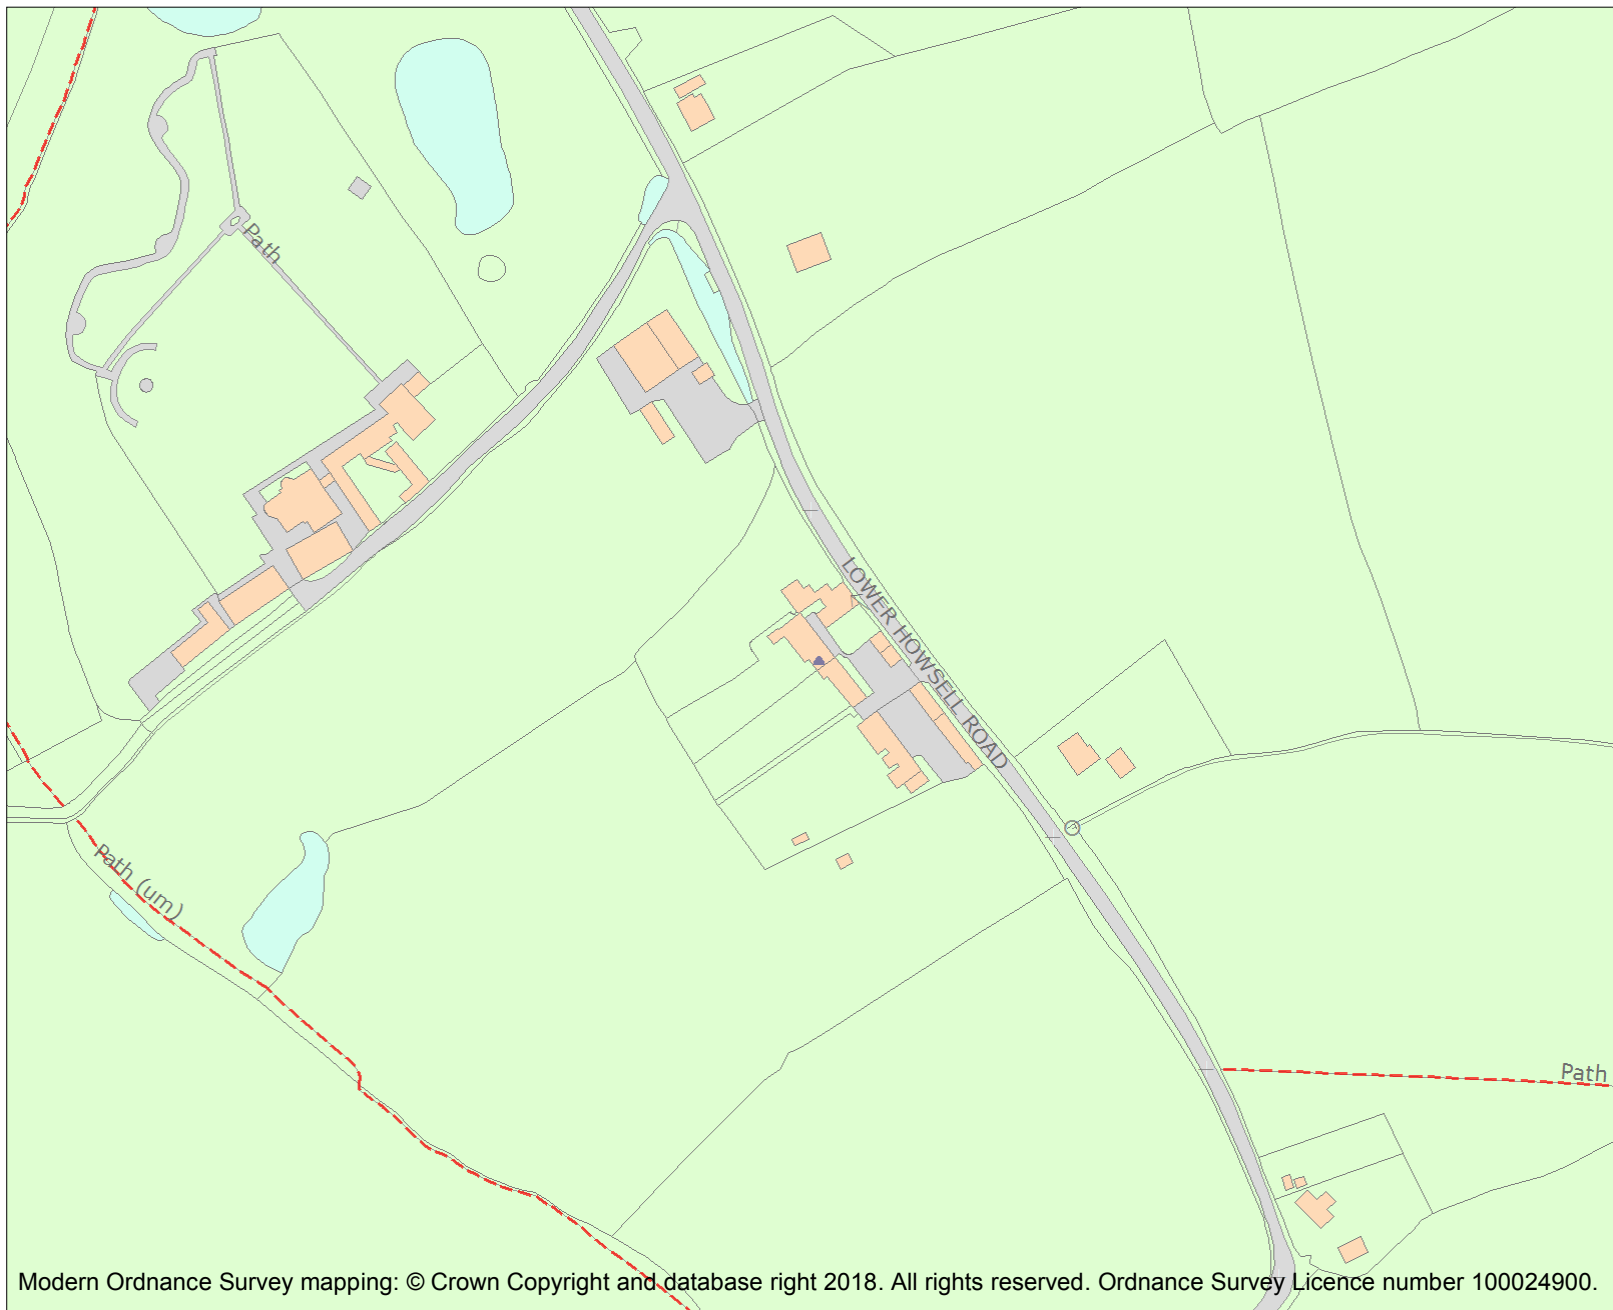 Path
LOWER HOWSELL ROAD
Path (um)
Path
Modern Ordnance Survey mapping: © Crown Copyright and database right 2018. All rights reserved. Ordnance Survey Licence number 100024900.